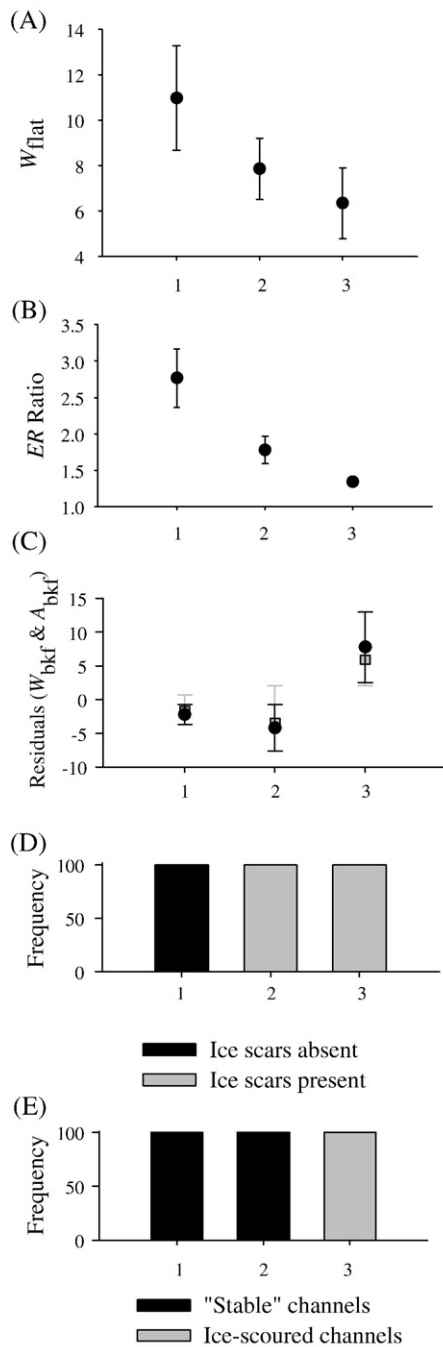 (A)
14
12
10
8
6
4
Wflat
1 2 3
(B)
3.5
3.0
2.5
2.0
1.5
1.0
ER Ratio
1 2 3
(C)
15
10
5
0
-5
-10
Residuals (Wbkf & Abkf)
1 2 3
(D)
100
50
0
Frequency
1 2 3
Ice scars absent
Ice scars present
(E)
100
50
0
Frequency
1 2 3
"Stable" channels
Ice-scoured channels